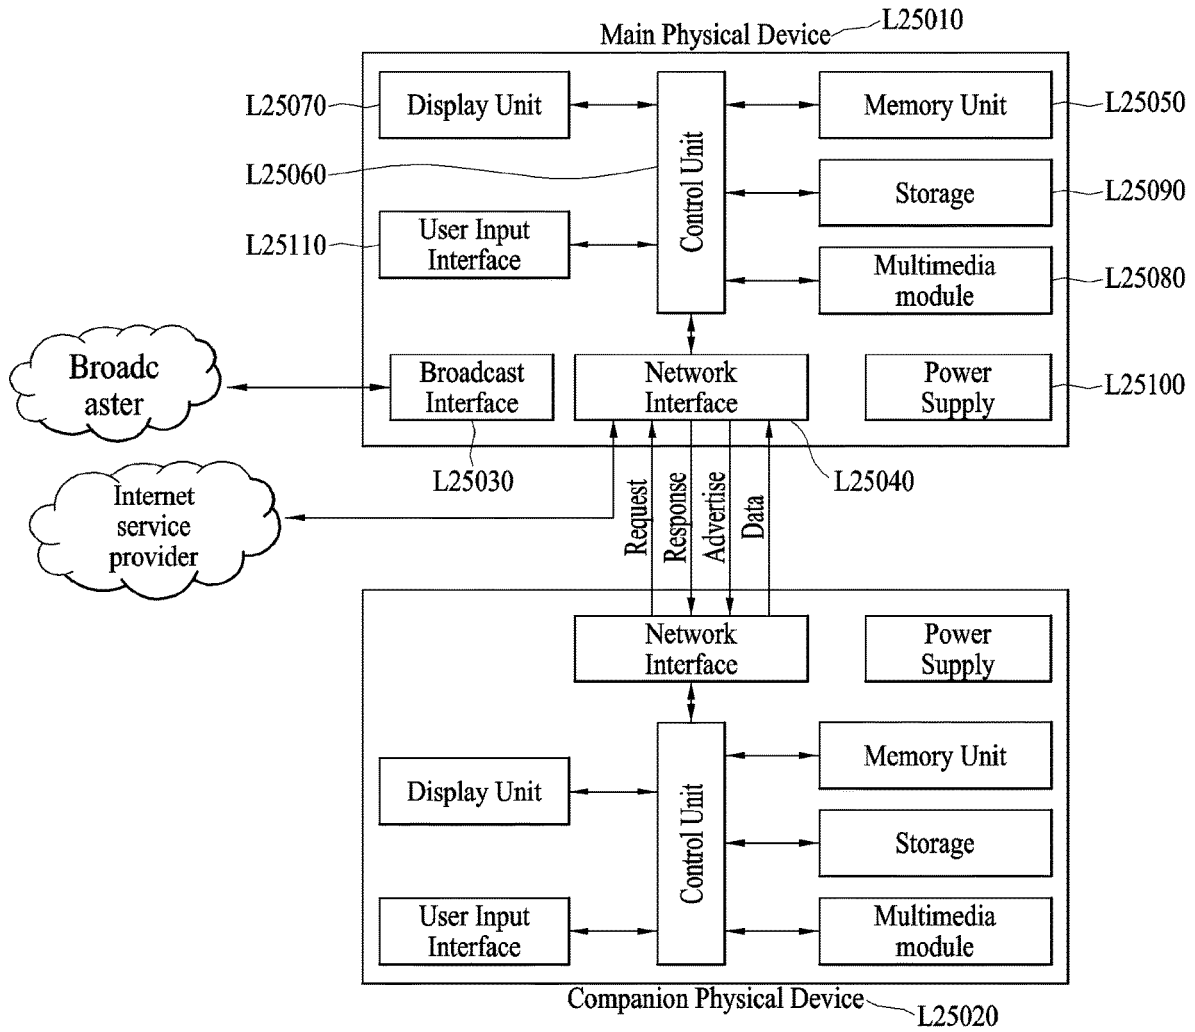 L25010
Main Physical Device
L25070
Display Unit
Memory Unit
L25050
L25060
Control Unit
Storage
L25090
L25110
User Input
Interface
Multimedia
module
L25080
Broadc
aster
Broadcast
Interface
Network
Interface
Power
Supply
L25100
L25030
L25040
Internet
service
provider
Request
Response
Advertise
Data
Network
Interface
Power
Supply
Display Unit
Control Unit
Memory Unit
Storage
User Input
Interface
Multimedia
module
Companion Physical Device
L25020